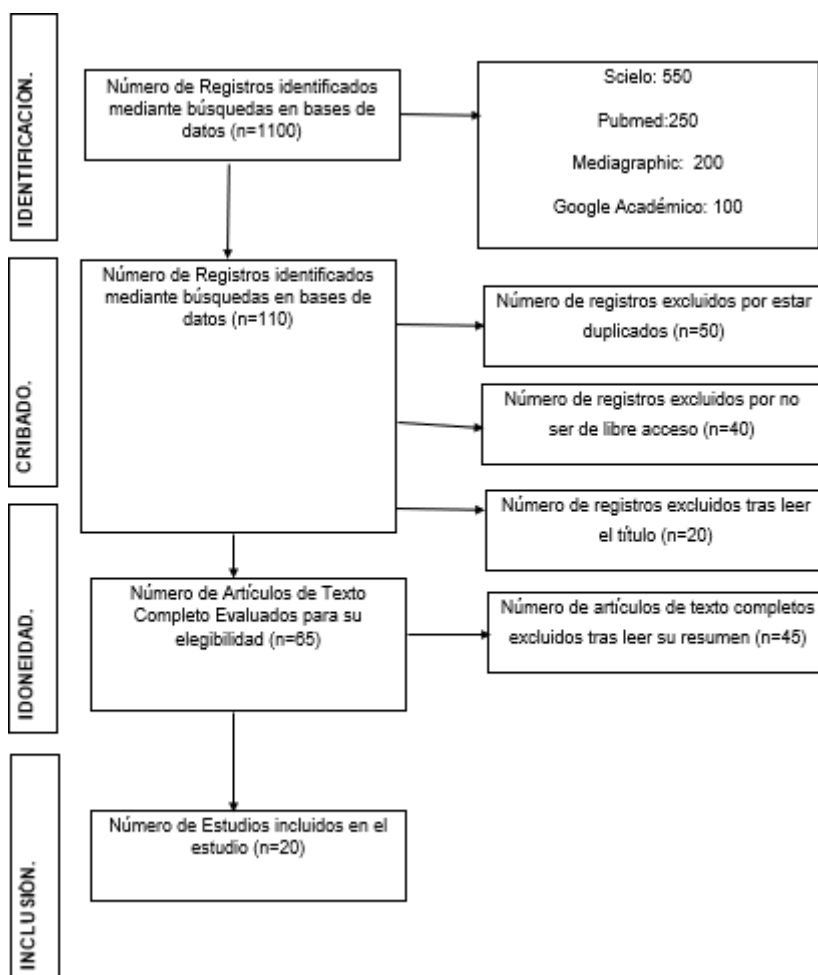 IDENTIFICACIÓN.
Número de Registros identificados
mediante búsquedas en bases de
datos (n=1100)
Scielo: 550
Pubmed:250
Mediagraphic: 200
Google Académico: 100
CRIBADO.
Número de Registros identificados
mediante búsquedas en bases de
datos (n=110)
Número de registros excluidos por estar
duplicados (n=50)
Número de registros excluidos por no
ser de libre acceso (n=40)
Número de registros excluidos tras leer
el título (n=20)
IDONEIDAD.
Número de Artículos de Texto
Completo Evaluados para su
elegibilidad (n=65)
Número de artículos de texto completos
excluidos tras leer su resumen (n=45)
INCLUSIÓN.
Número de Estudios incluidos en el
estudio (n=20)